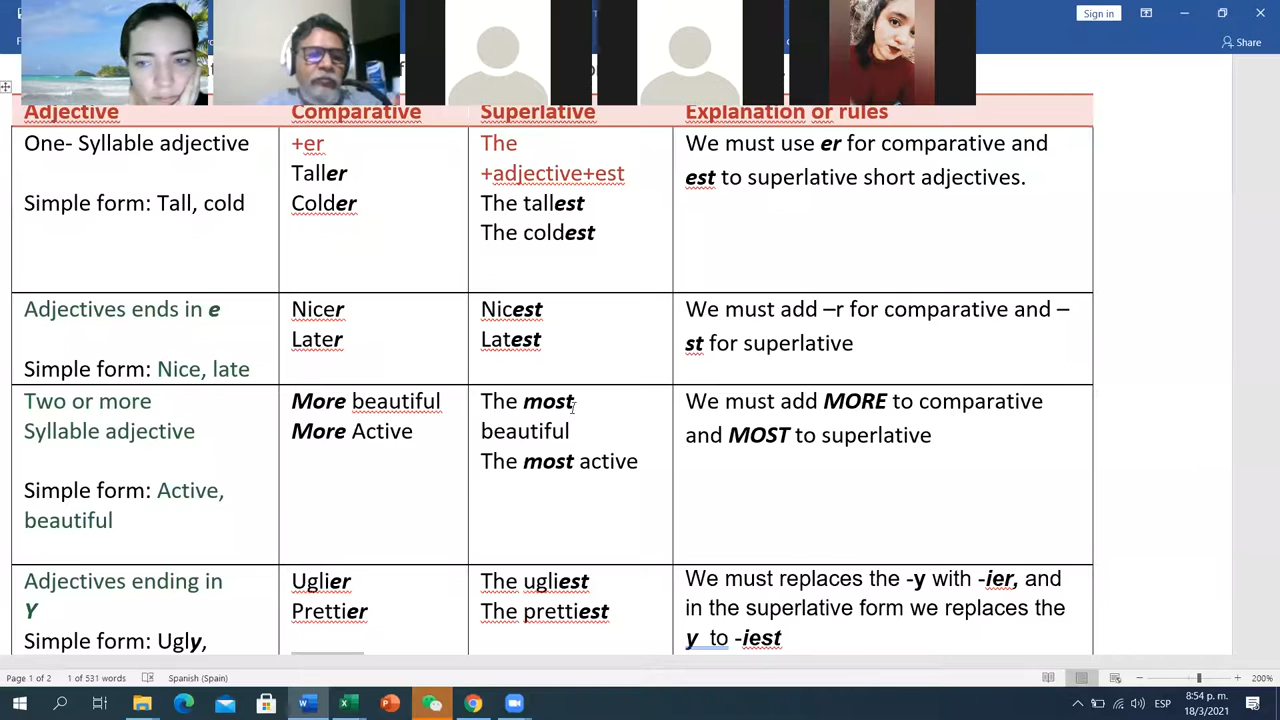 Sign in
Share
Adjective Comparative Superlative Explanation or rules
One- Syllable adjective
Simple form: Tall, cold
+er
Taller
Colder
The
+adjective+est
The tallest
The coldest
We must use er for comparative and
est to superlative short adjectives.
Adjectives ends in e
Simple form: Nice, late
Nicer
Later
Nicest
Latest
We must add –r for comparative and –
st for superlative
Two or more
Syllable adjective
Simple form: Active,
beautiful
More beautiful
More Active
The most
beautiful
The most active
We must add MORE to comparative
and MOST to superlative
Adjectives ending in
Y
Simple form: Ugly,
Uglier
Prettier
The ugliest
The prettiest
We must replaces the -y with -ier, and
in the superlative form we replaces the
y to -iest
Page 1 of 2 1 of 531 words Spanish (Spain) 200%
ESP 8:54 p. m.
18/3/2021